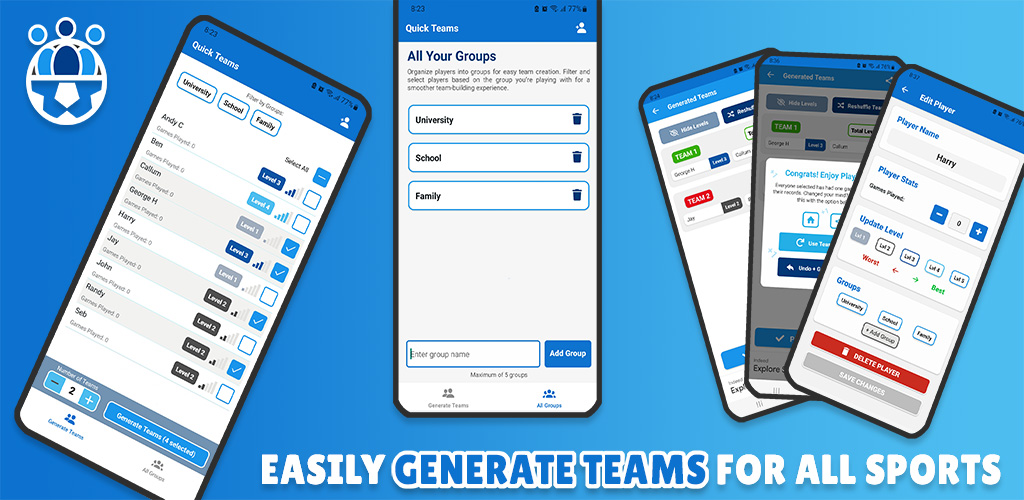 8:23
77%
Quick Teams
Filter by Groups:
University
School
Family
Select All
Andy C
Games Played: 0
Level 3
Ben
Games Played: 0
Level 4
Callum
Games Played: 0
Level 1
George H
Games Played: 0
Level 3
Harry
Games Played: 0
Level 1
Jay
Games Played: 0
Level 2
John
Games Played: 0
Level 2
Randy
Games Played: 0
Level 2
Seb
Games Played: 0
Level 2
Number of Teams
2
Generate Teams (4 selected)
Generate Teams
All Groups
8:23
77%
Quick Teams
All Your Groups
Organize players into groups for easy team creation. Filter and
select players based on the group you're playing with for a
smoother team-building experience.
University
School
Family
Enter group name
Add Group
Maximum of 5 groups
Generate Teams
All Groups
Generated Teams
Hide Levels
Reshuffle
TEAM 1
George H
Level 3
Callum
TEAM 2
Jay
Level 2
8:36
76%
Generated Teams
Hide Levels
Reshuffle Tea
TEAM 1
Total Le
George H
Level 3
Callum
Congrats! Enjoy Play
Everyone selected has had one ga
their records. Changed your mind
this with the option b
Use Team
Undo + G
Indeed
Explore S
8:37
Edit Player
Player Name
Harry
Player Stats
Games Played:
0
Update Level
Lvl 1
Lvl 2
Lvl 3
Lvl 4
Lvl 5
Worst
Best
Groups
University
School
Family
+ Add Group
DELETE PLAYER
SAVE CHANGES
EASILY GENERATE TEAMS FOR ALL SPORTS